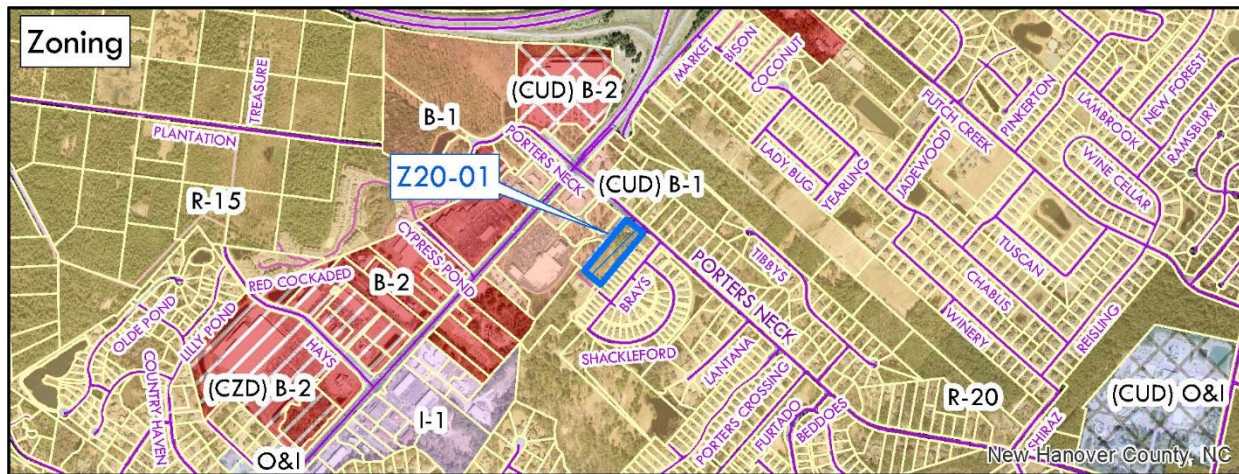 Zoning
TREASURE
PLANTATION
B-1
(CUD) B-2
MARKET
BISON
COCONUT
FUTCH CREEK
PINKERTON
LAMBROOK
NEW FOREST
RAMSBURY
PORTERS NECK
Z20-01
(CUD) B-1
LADY BUG
YEARLING
JADEWOOD
WINE CELLAR
R-15
CYPRESS POND
RED COCKADED
B-2
BRAYS
PORTERS NECK
TIBBYS
TUSCAN
CHABLIS
OLDE POND
LILLY POND
HAYS
SHACKLEFORD
LANTANA
WINERY
REISLING
COUNTRY HAVEN
(CZD) B-2
I-1
PORTERS CROSSING
FURTADO
BEDDOES
R-20
SHIRAZ
(CUD) O&I
O&I
New Hanover County, NC